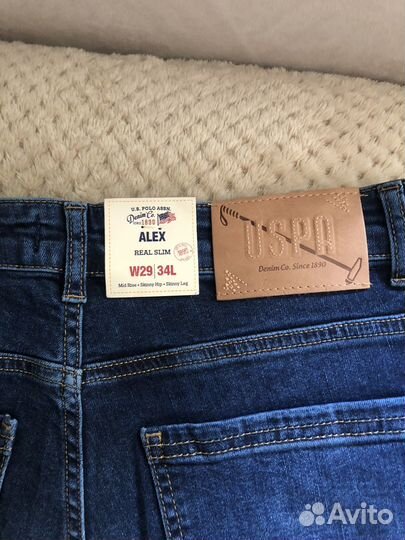 U.S. POLO ASSN.
Denim Co.
1890
ALEX
REAL SLIM
W29 | 34L
Mid Rise • Skinny Hip • Skinny Leg
USPA
Denim Co. Since 1890
Avito